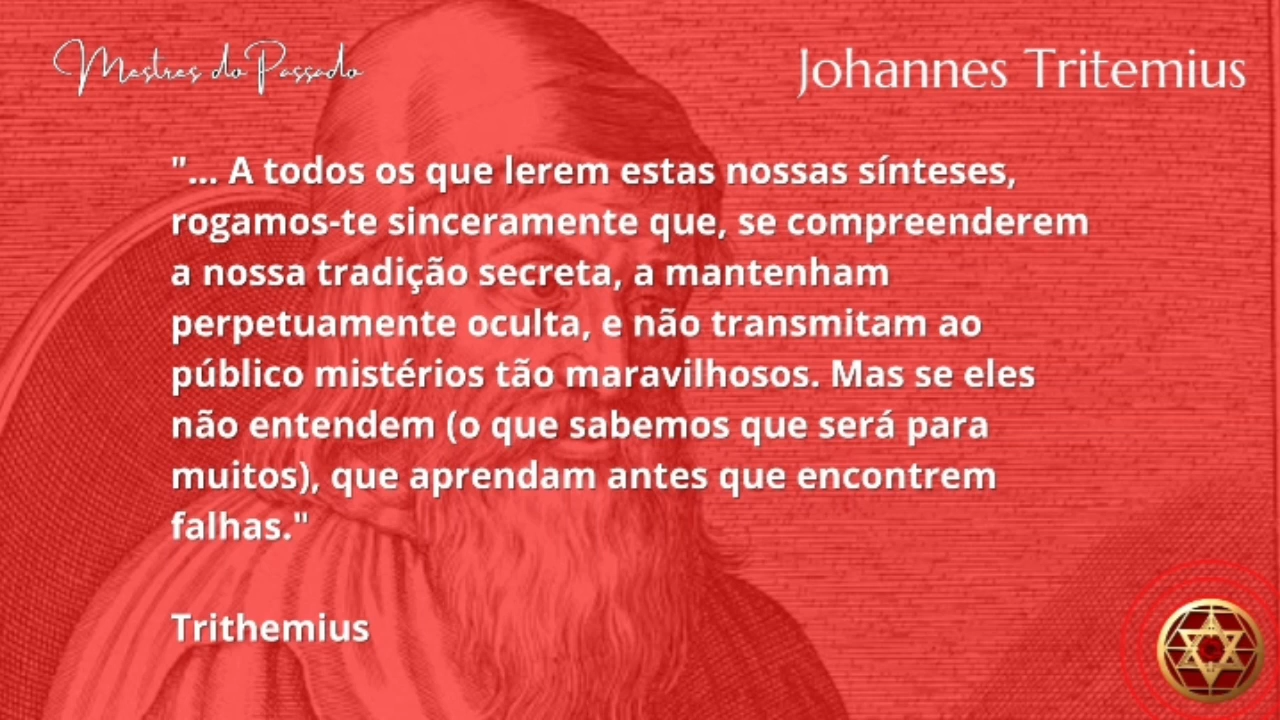 Mestres do Passado
Johannes Tritemius
"... A todos os que lerem estas nossas sínteses,
rogamos-te sinceramente que, se compreenderem
a nossa tradição secreta, a mantenham
perpetuamente oculta, e não transmitam ao
público mistérios tão maravilhosos. Mas se eles
não entendem (o que sabemos que será para
muitos), que aprendam antes que encontrem
falhas."
Trithemius